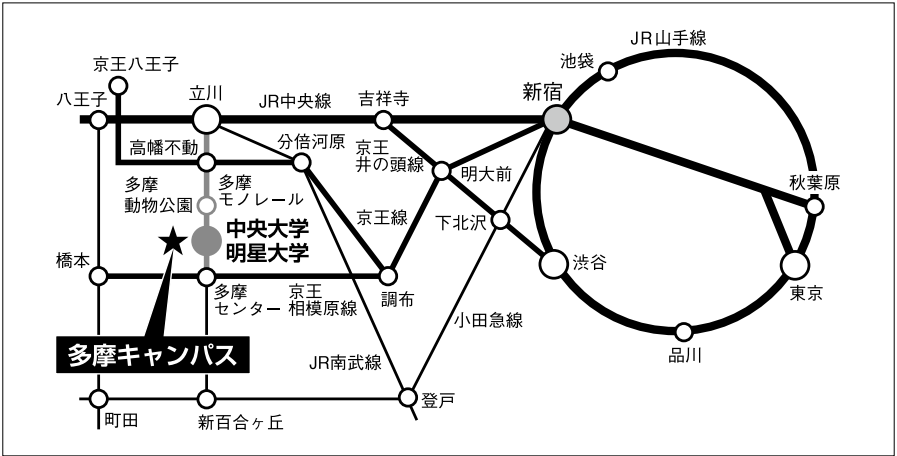 JR山手線
池袋
京王八王子
新宿
八王子
立川
JR中央線
吉祥寺
高幡不動
分倍河原
京王
井の頭線
明大前
秋葉原
多摩
動物公園
多摩
モノレール
中央大学
明星大学
京王線
下北沢
渋谷
橋本
多摩
センター
京王
相模原線
調布
東京
小田急線
品川
多摩キャンパス
JR南武線
登戸
町田
新百合ヶ丘